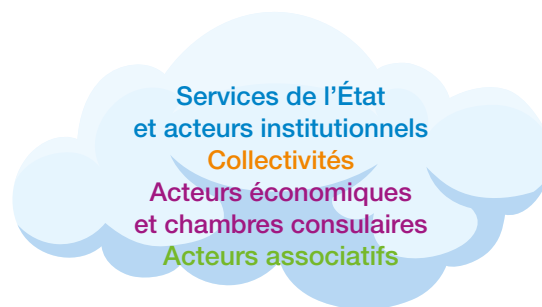 Services de l’État
et acteurs institutionnels
Collectivités
Acteurs économiques
et chambres consulaires
Acteurs associatifs